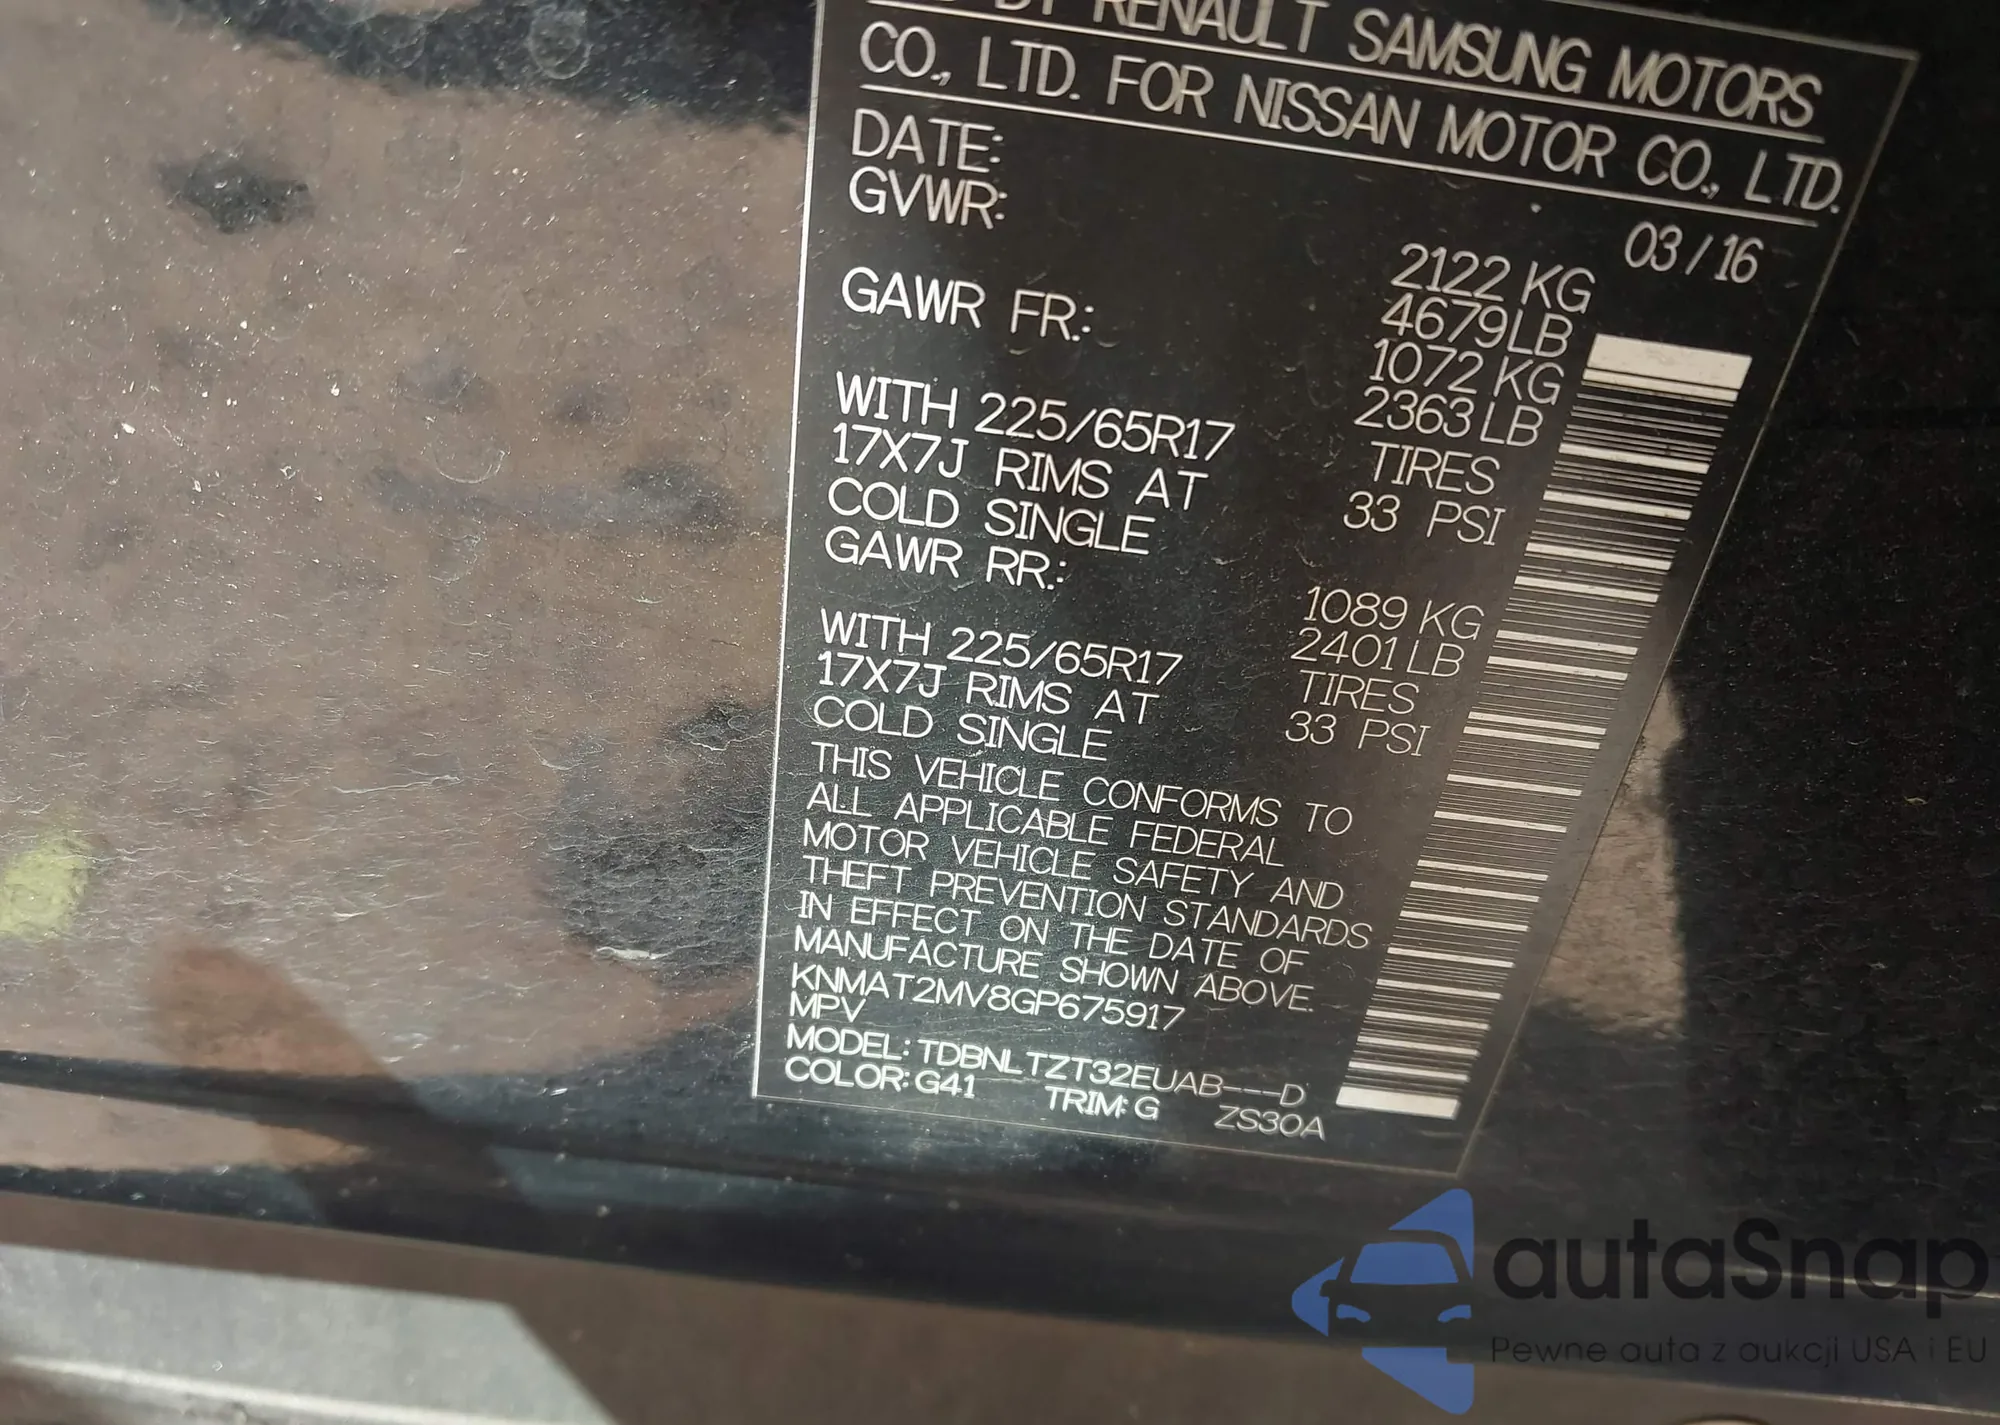 BY RENAULT SAMSUNG MOTORS
CO., LTD. FOR NISSAN MOTOR CO., LTD.
DATE: 03/16
GVWR: 2122 KG
4679 LB
GAWR FR.: 1072 KG
2363 LB
WITH 225/65R17 TIRES
17X7J RIMS AT 33 PSI
COLD SINGLE
GAWR RR.: 1089 KG
2401 LB
WITH 225/65R17 TIRES
17X7J RIMS AT 33 PSI
COLD SINGLE
THIS VEHICLE CONFORMS TO
ALL APPLICABLE FEDERAL
MOTOR VEHICLE SAFETY AND
THEFT PREVENTION STANDARDS
IN EFFECT ON THE DATE OF
MANUFACTURE SHOWN ABOVE.
KNMAT2MV8GP675917
MPV
MODEL: TDBNLTZT32EUAB---D
COLOR: G41 TRIM: G ZS30A
autaSnap
Pewne auta z aukcji USA i EU